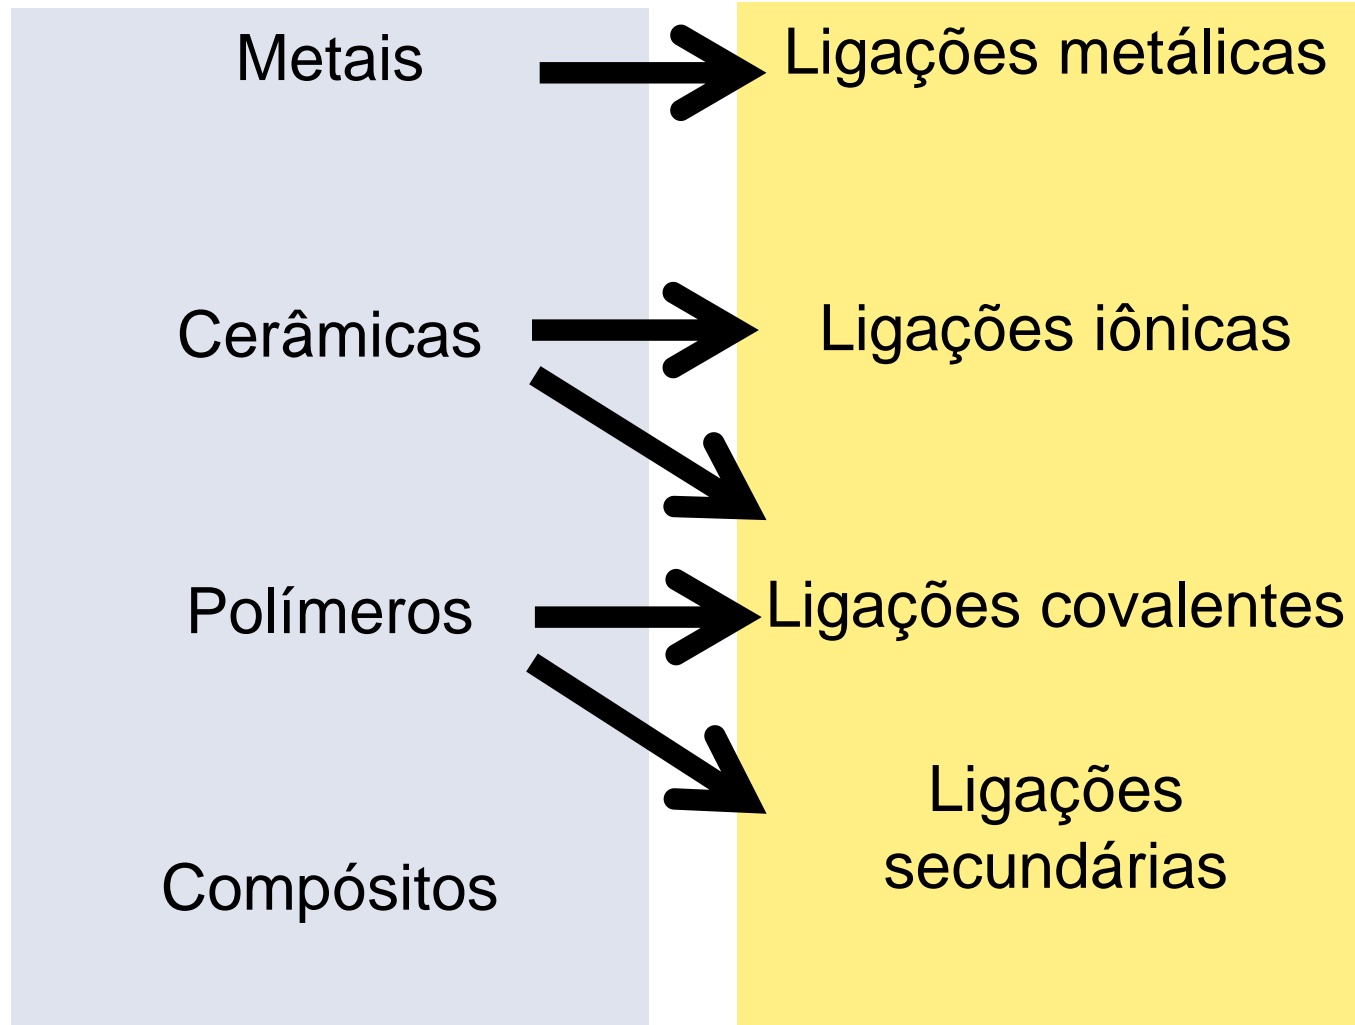 Metais
Ligações metálicas
Cerâmicas
Ligações iônicas
Polímeros
Ligações covalentes
Ligações
secundárias
Compósitos